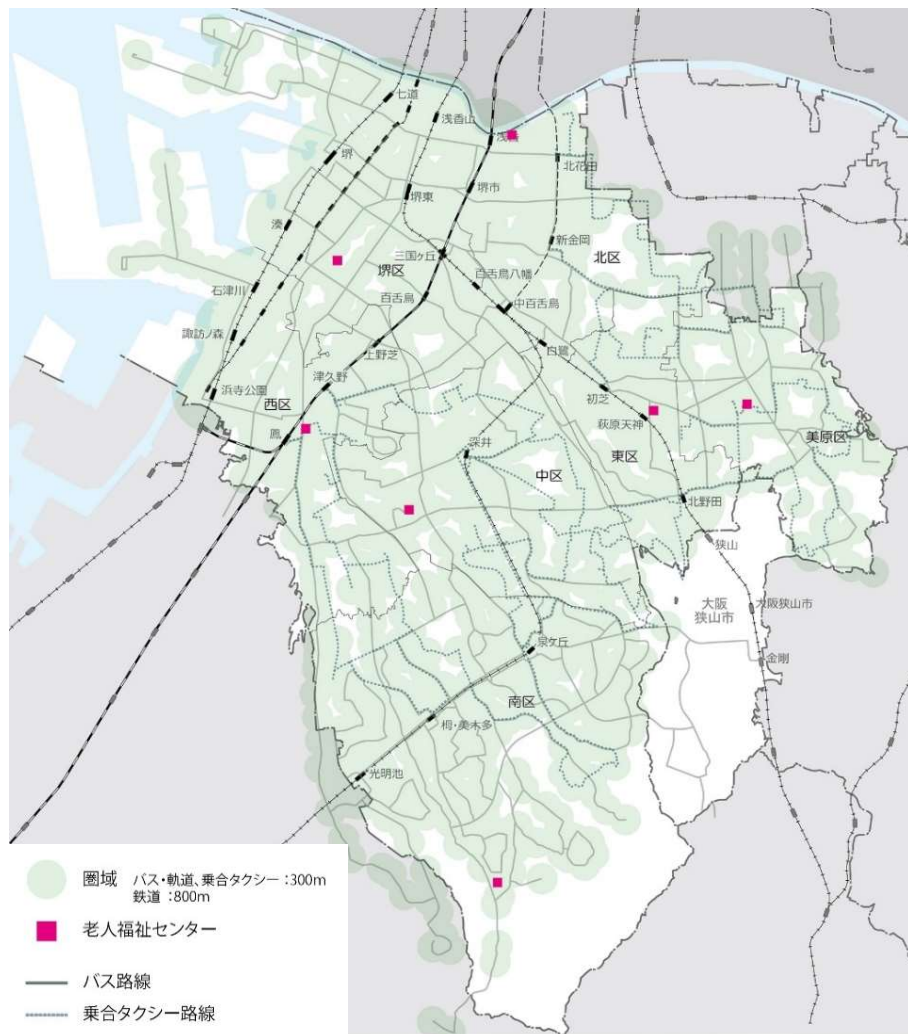 七道
浅香山
浅香
堺
北花田
堺東
堺市
湊
新金岡
三国ヶ丘
北区
堺区
百舌鳥八幡
石津川
百舌鳥
中百舌鳥
諏訪ノ森
上野芝
白鷺
津久野
浜寺公園
初芝
西区
萩原天神
鳳
東区
美原区
深井
中区
北野田
狭山
大阪
狭山市
大阪狭山市
泉ケ丘
金剛
南区
栂・美木多
光明池
圏域 バス・軌道、乗合タクシー：300m
鉄道 ：800m
老人福祉センター
バス路線
乗合タクシー路線